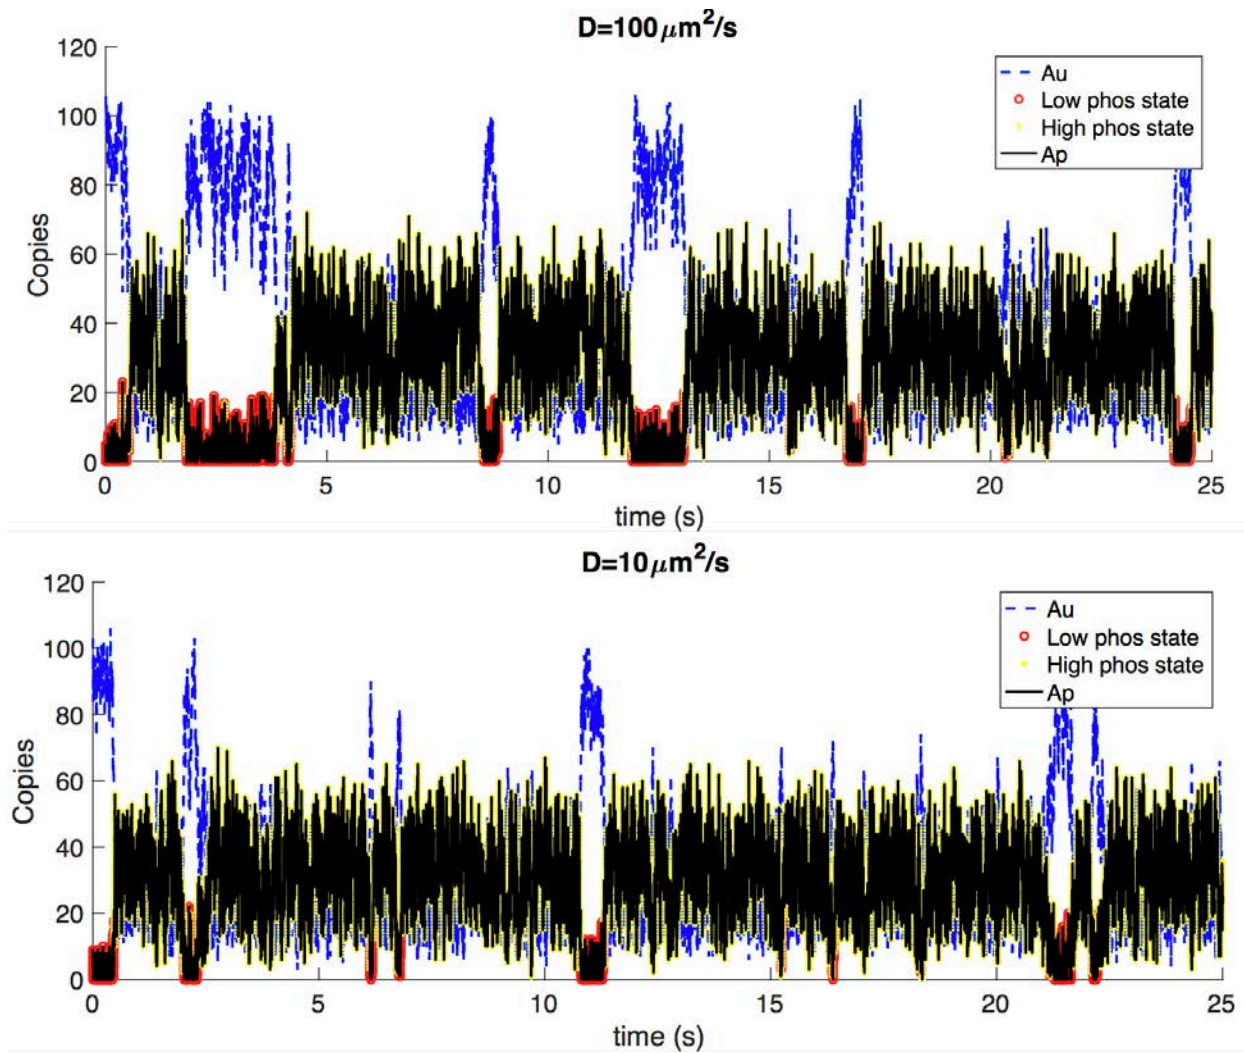 D=100μm²/s
120
100
80
60
40
20
0
Copies
Au
Low phos state
High phos state
Ap
0 5 10 15 20 25
time (s)
D=10μm²/s
120
100
80
60
40
20
0
Copies
Au
Low phos state
High phos state
Ap
0 5 10 15 20 25
time (s)